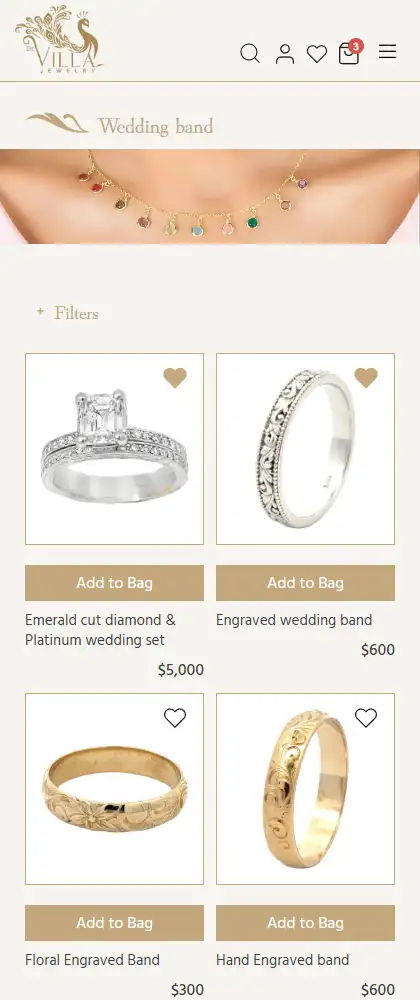 THE
VILLA
JEWELRY
3
Wedding band
+ Filters
Add to Bag
Emerald cut diamond &
Platinum wedding set
$5,000
Add to Bag
Engraved wedding band
$600
Add to Bag
Floral Engraved Band
$300
Add to Bag
Hand Engraved band
$600